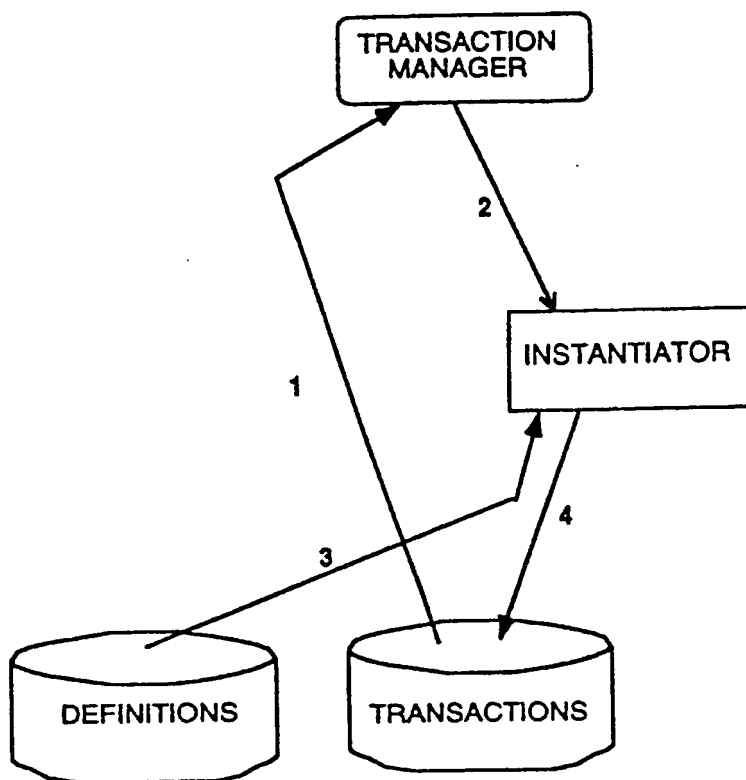 TRANSACTION
MANAGER
2
INSTANTIATOR
1
4
3
DEFINITIONS
TRANSACTIONS